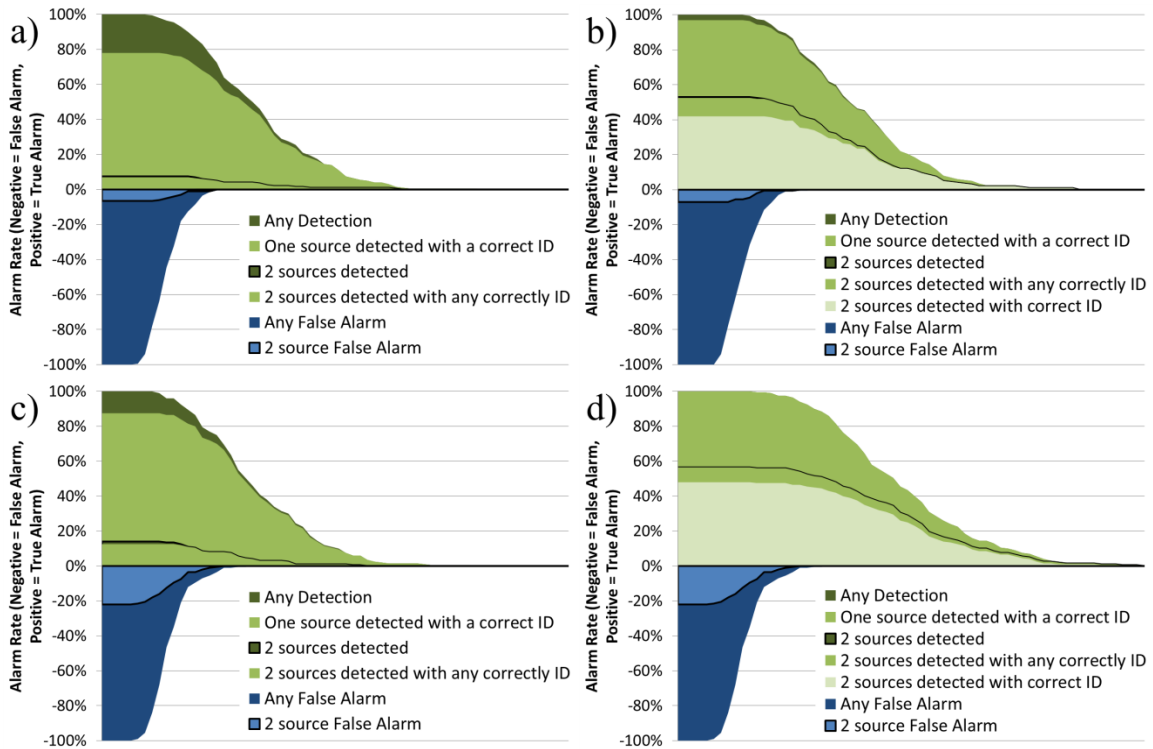 a)
Alarm Rate (Negative = False Alarm,
Positive = True Alarm)
100%
80%
60%
40%
20%
0%
-20%
-40%
-60%
-80%
-100%
Any Detection
One source detected with a correct ID
2 sources detected
2 sources detected with any correctly ID
Any False Alarm
2 source False Alarm
b)
Alarm Rate (Negative = False Alarm,
Positive = True Alarm)
100%
80%
60%
40%
20%
0%
-20%
-40%
-60%
-80%
-100%
Any Detection
One source detected with a correct ID
2 sources detected
2 sources detected with any correctly ID
2 sources detected with correct ID
Any False Alarm
2 source False Alarm
c)
Alarm Rate (Negative = False Alarm,
Positive = True Alarm)
100%
80%
60%
40%
20%
0%
-20%
-40%
-60%
-80%
-100%
Any Detection
One source detected with a correct ID
2 sources detected
2 sources detected with any correctly ID
Any False Alarm
2 source False Alarm
d)
Alarm Rate (Negative = False Alarm,
Positive = True Alarm)
100%
80%
60%
40%
20%
0%
-20%
-40%
-60%
-80%
-100%
Any Detection
One source detected with a correct ID
2 sources detected
2 sources detected with any correctly ID
2 sources detected with correct ID
Any False Alarm
2 source False Alarm